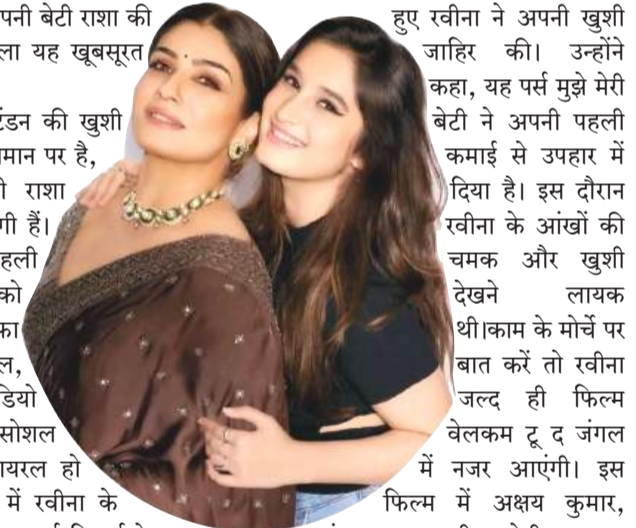 पनी बेटी राशा की
ला यह खूबसूरत
टंडन की खुशी
मान पर है,
राशा
गी हैं।
हली
को
ल,
डियो
सोशल
यरल हो
में रवीना के
हुए रवीना ने अपनी खुशी
जाहिर की। उन्होंने
कहा, यह पर्स मुझे मेरी
बेटी ने अपनी पहली
कमाई से उपहार में
दिया है। इस दौरान
रवीना के आंखों की
चमक और खुशी
देखने लायक
थी।काम के मोर्चे पर
बात करें तो रवीना
जल्द ही फिल्म
वेलकम टू द जंगल
में नजर आएंगी। इस
फिल्म में अक्षय कुमार,